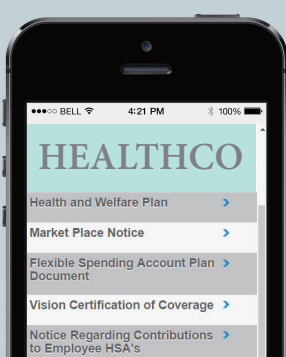 BELL 4:21 PM 100%
HEALTHCO
Health and Welfare Plan
Market Place Notice
Flexible Spending Account Plan
Document
Vision Certification of Coverage
Notice Regarding Contributions
to Employee HSA's